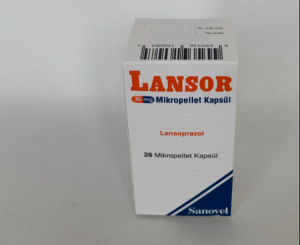 LANSOR
30 mg Mikropellet Kapsül
Lansoprazol
28 Mikropellet Kapsül
Sanovel